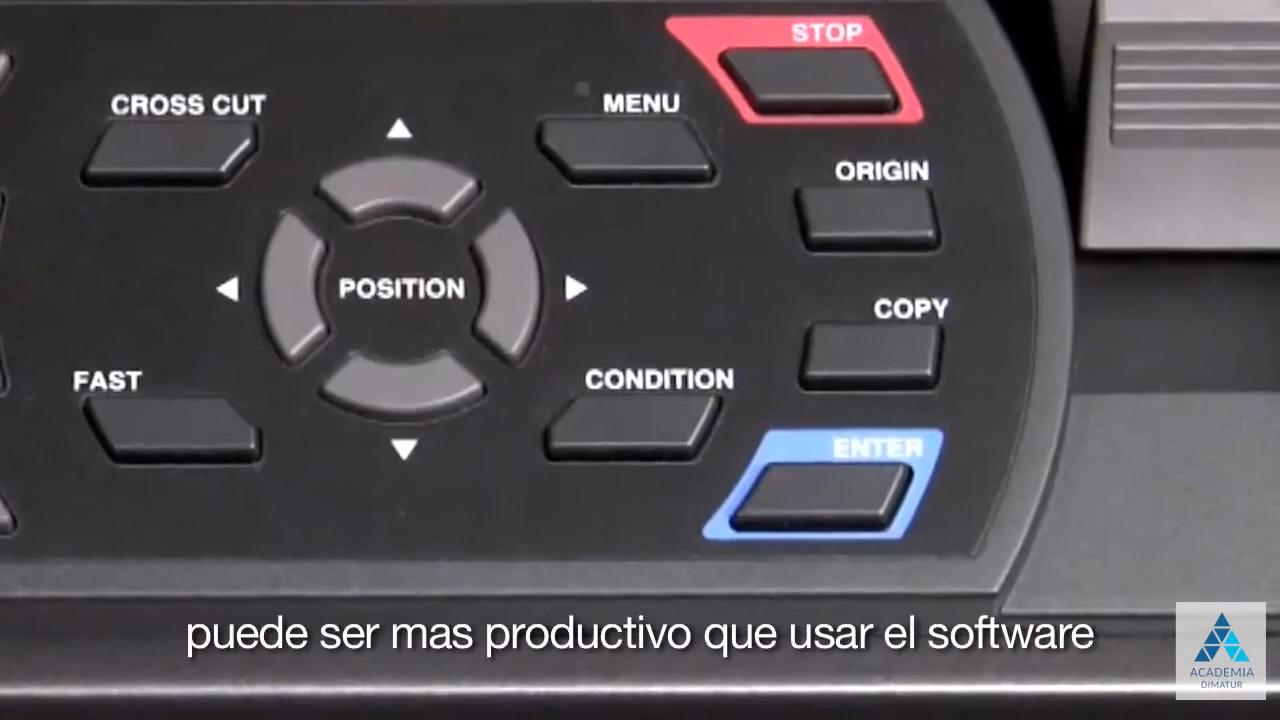 STOP
CROSS CUT
MENU
ORIGIN
POSITION
COPY
FAST
CONDITION
ENTER
puede ser mas productivo que usar el software
ACADEMIA
DIMATUR